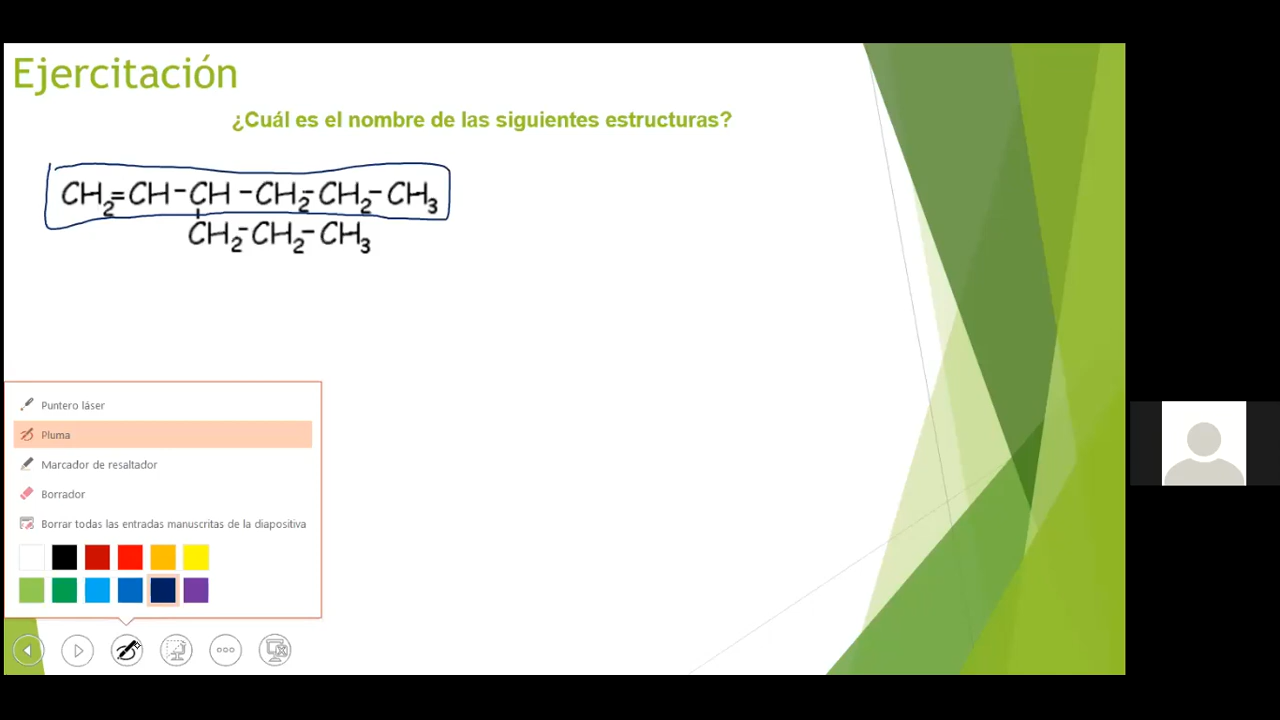 Ejercitación
¿Cuál es el nombre de las siguientes estructuras?
CH₂=CH-CH-CH₂-CH₂-CH₃
CH₂-CH₂-CH₃
Puntero láser
Pluma
Marcador de resaltador
Borrador
Borrar todas las entradas manuscritas de la diapositiva